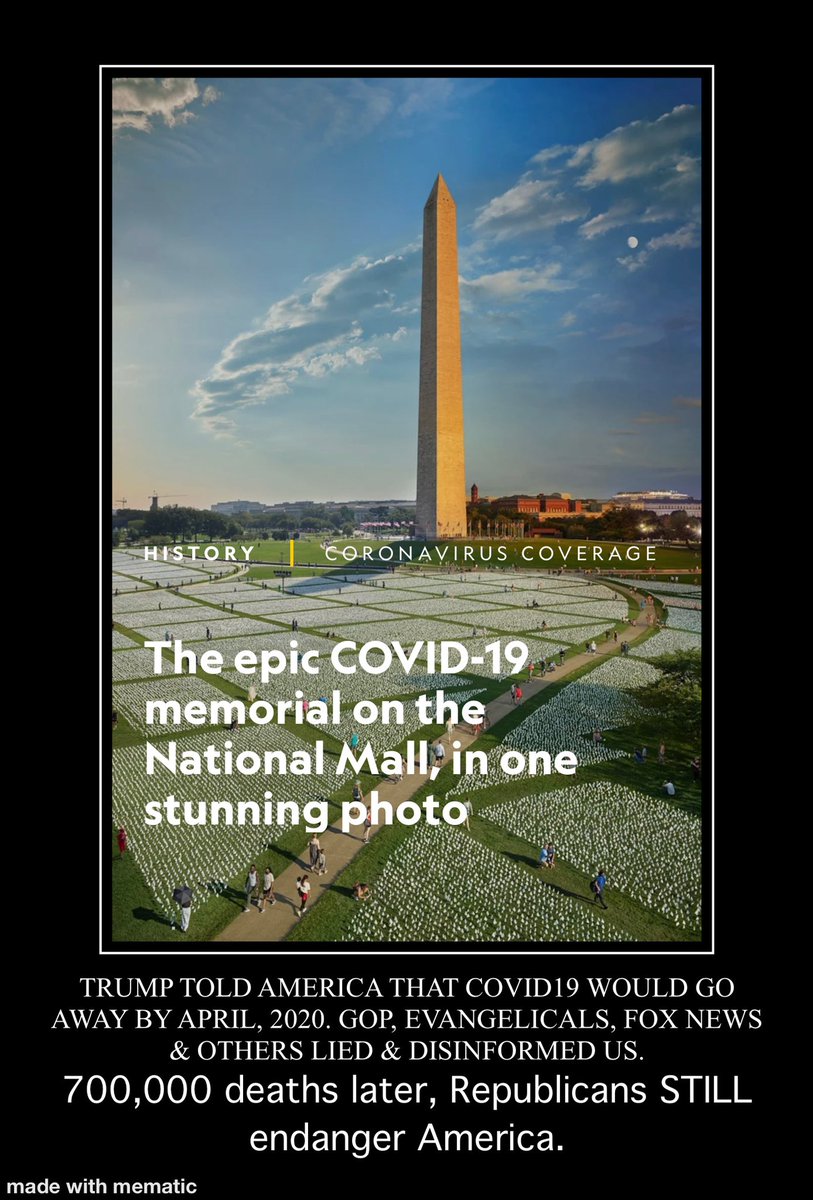 HISTORY | CORONAVIRUS COVERAGE
The epic COVID-19
memorial on the
National Mall, in one
stunning photo
TRUMP TOLD AMERICA THAT COVID19 WOULD GO
AWAY BY APRIL, 2020. GOP, EVANGELICALS, FOX NEWS
& OTHERS LIED & DISINFORMED US.
700,000 deaths later, Republicans STILL
endanger America.
made with mematic